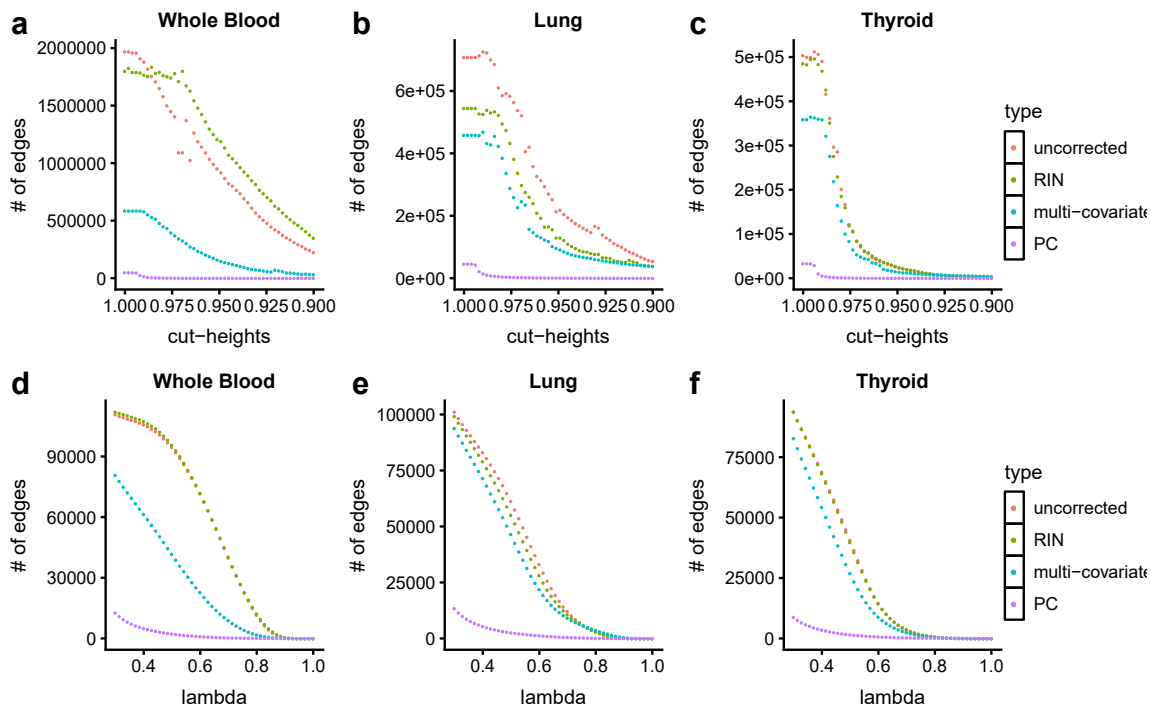 a
Whole Blood
# of edges
2000000
1500000
1000000
500000
0
1.000 0.975 0.950 0.925 0.900
cut−heights
b
Lung
# of edges
6e+05
4e+05
2e+05
0e+00
1.000 0.975 0.950 0.925 0.900
cut−heights
c
Thyroid
# of edges
5e+05
4e+05
3e+05
2e+05
1e+05
0e+00
1.000 0.975 0.950 0.925 0.900
cut−heights
type
uncorrected
RIN
multi−covariate
PC
d
Whole Blood
# of edges
90000
60000
30000
0
0.4 0.6 0.8 1.0
lambda
e
Lung
# of edges
100000
75000
50000
25000
0
0.4 0.6 0.8 1.0
lambda
f
Thyroid
# of edges
75000
50000
25000
0
0.4 0.6 0.8 1.0
lambda
type
uncorrected
RIN
multi−covariate
PC